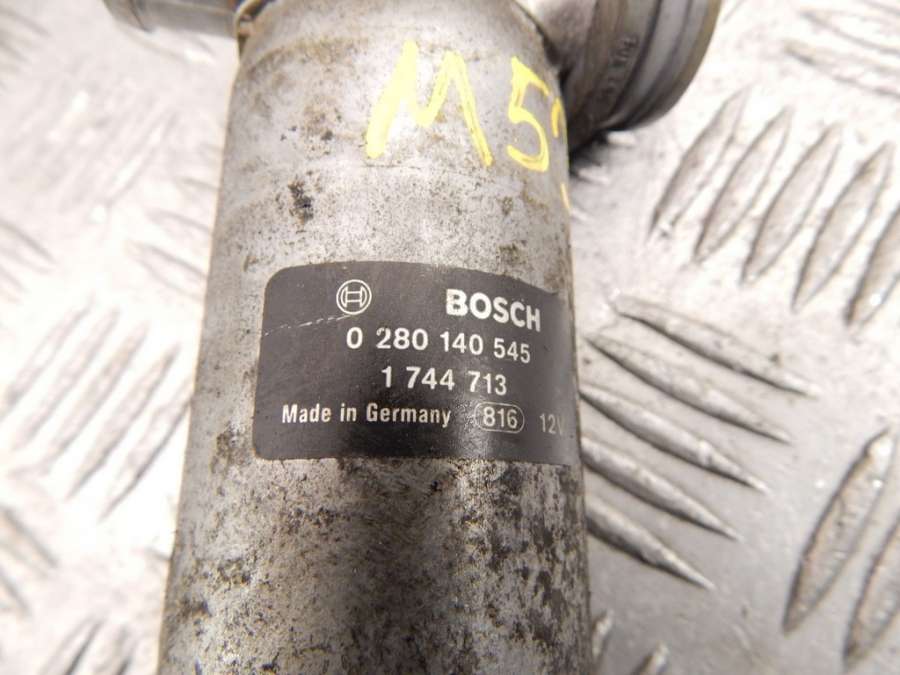 M5
BOSCH
0 280 140 545
1 744 713
Made in Germany 816 12V